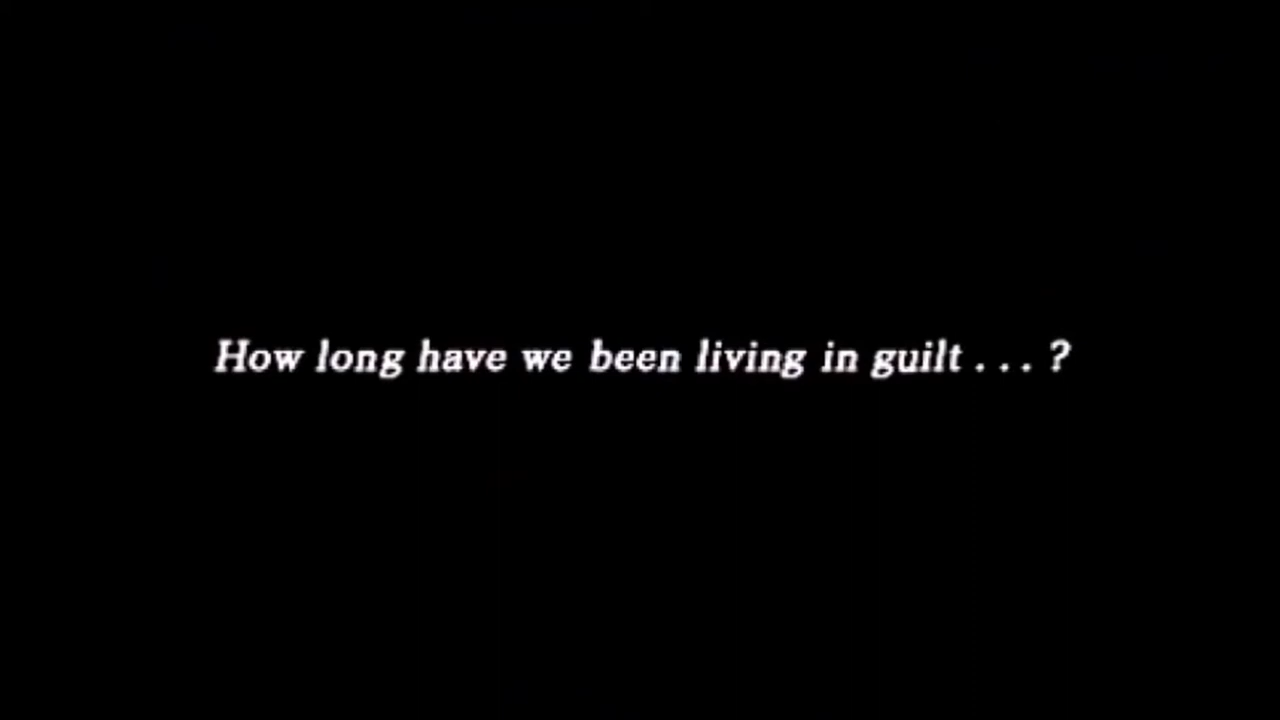 How long have we been living in guilt . . . ?